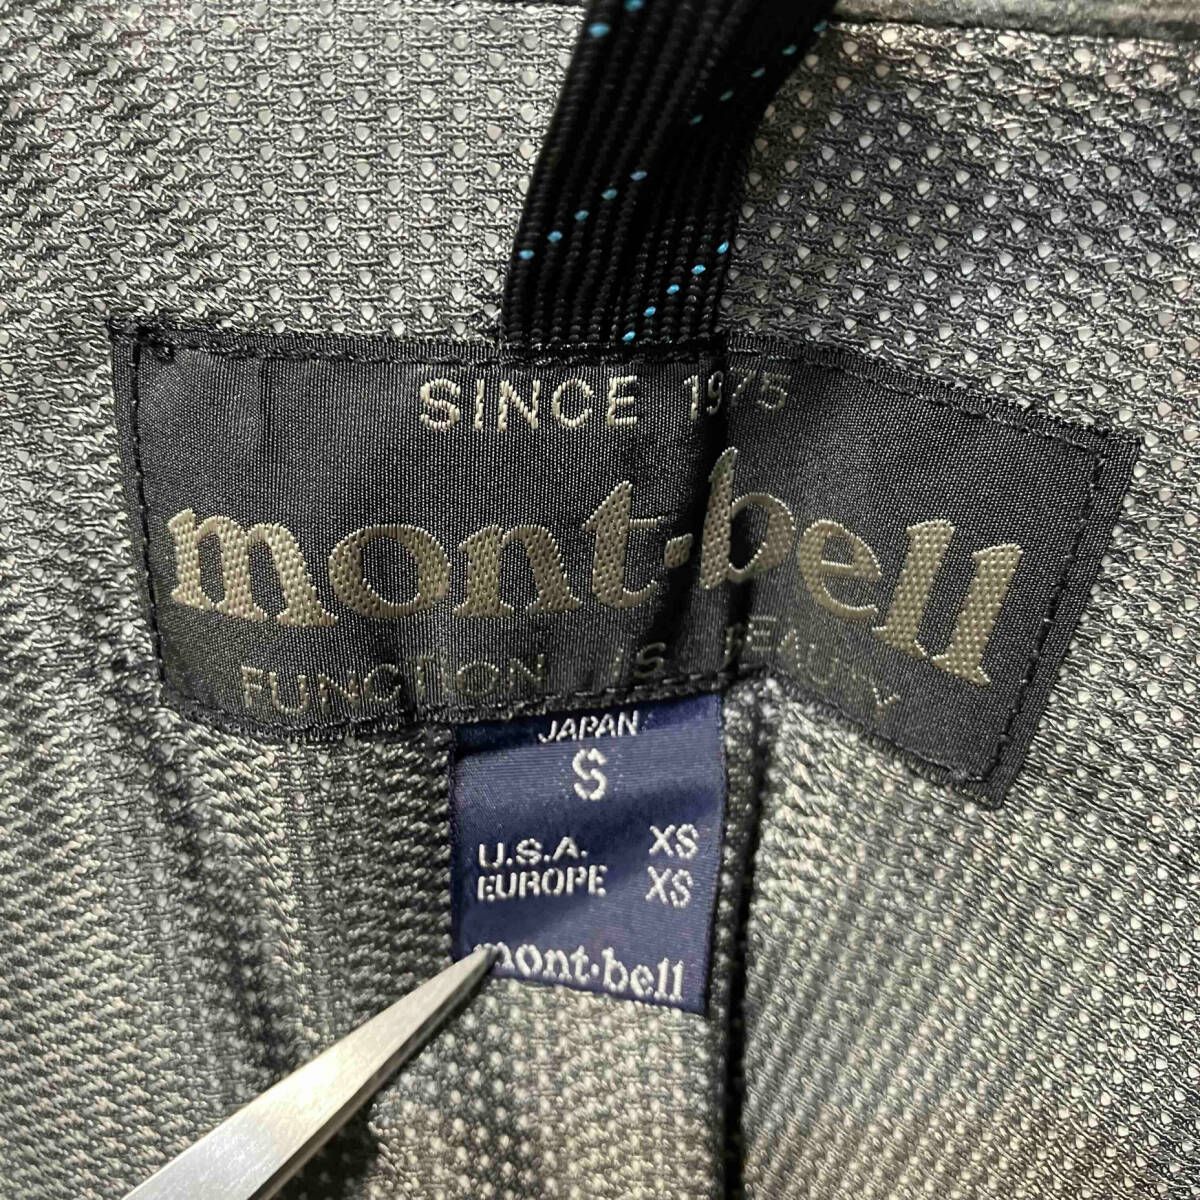 SINCE 1975
mont·bell
FUNCTION IS BEAUTY
JAPAN
S
U.S.A. XS
EUROPE XS
mont·bell